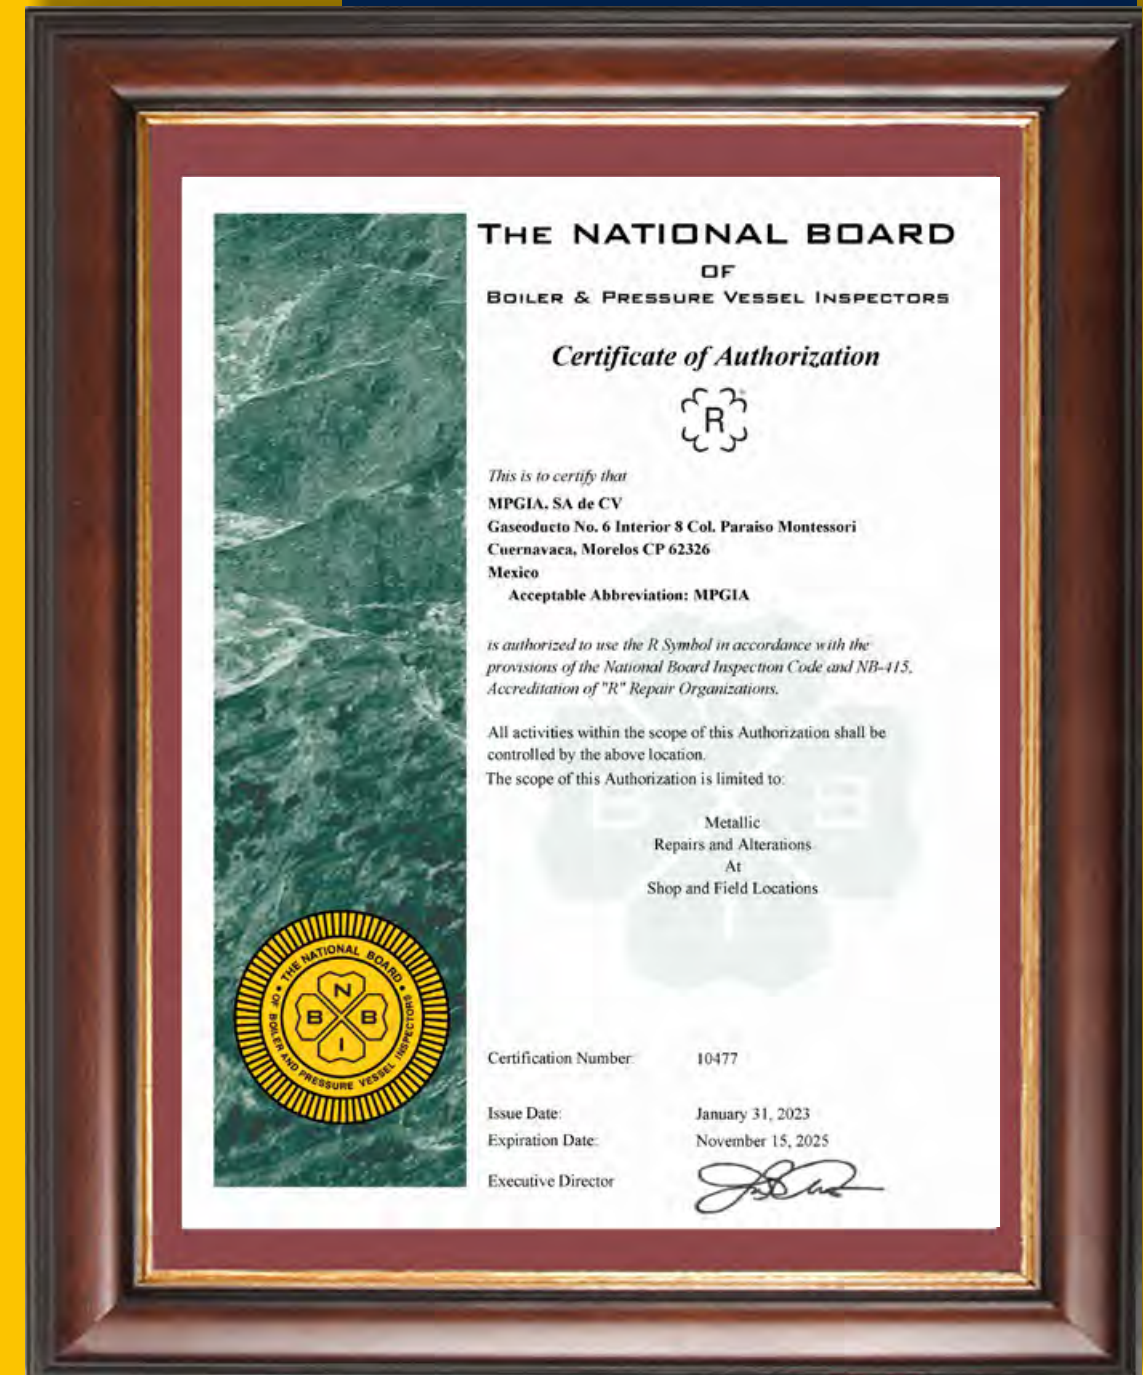 THE NATIONAL BOARD
OF
BOILER & PRESSURE VESSEL INSPECTORS
Certificate of Authorization
R
This is to certify that
MPGIA, SA de CV
Gaseoducto No. 6 Interior 8 Col. Paraiso Montessori
Cuernavaca, Morelos CP 62326
Mexico
Acceptable Abbreviation: MPGIA
is authorized to use the R Symbol in accordance with the
provisions of the National Board Inspection Code and NB-415,
Accreditation of "R" Repair Organizations.
All activities within the scope of this Authorization shall be
controlled by the above location.
The scope of this Authorization is limited to:
Metallic
Repairs and Alterations
At
Shop and Field Locations
THE NATIONAL BOARD
OF BOILER AND PRESSURE VESSEL INSPECTORS
N
B B
I
Certification Number: 10477
Issue Date: January 31, 2023
Expiration Date: November 15, 2025
Executive Director